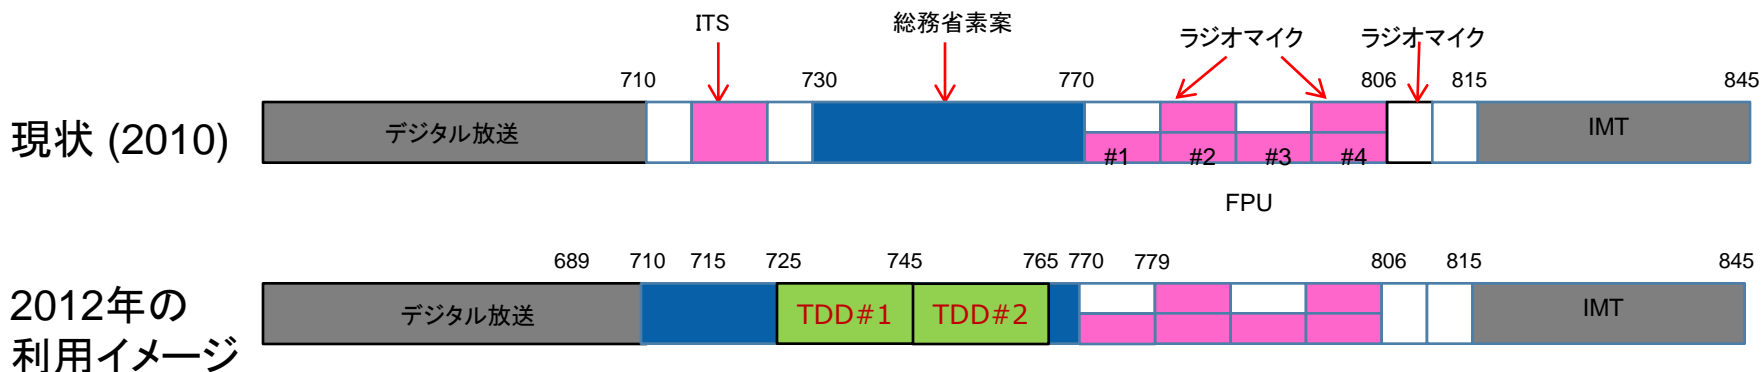 ITS
総務省素案
ラジオマイク
ラジオマイク
710
730
770
806
815
845
現状 (2010)
デジタル放送
#1
#2
#3
#4
IMT
FPU
689
710
715
725
745
765
770
779
806
815
845
2012年の
利用イメージ
デジタル放送
TDD#1
TDD#2
IMT